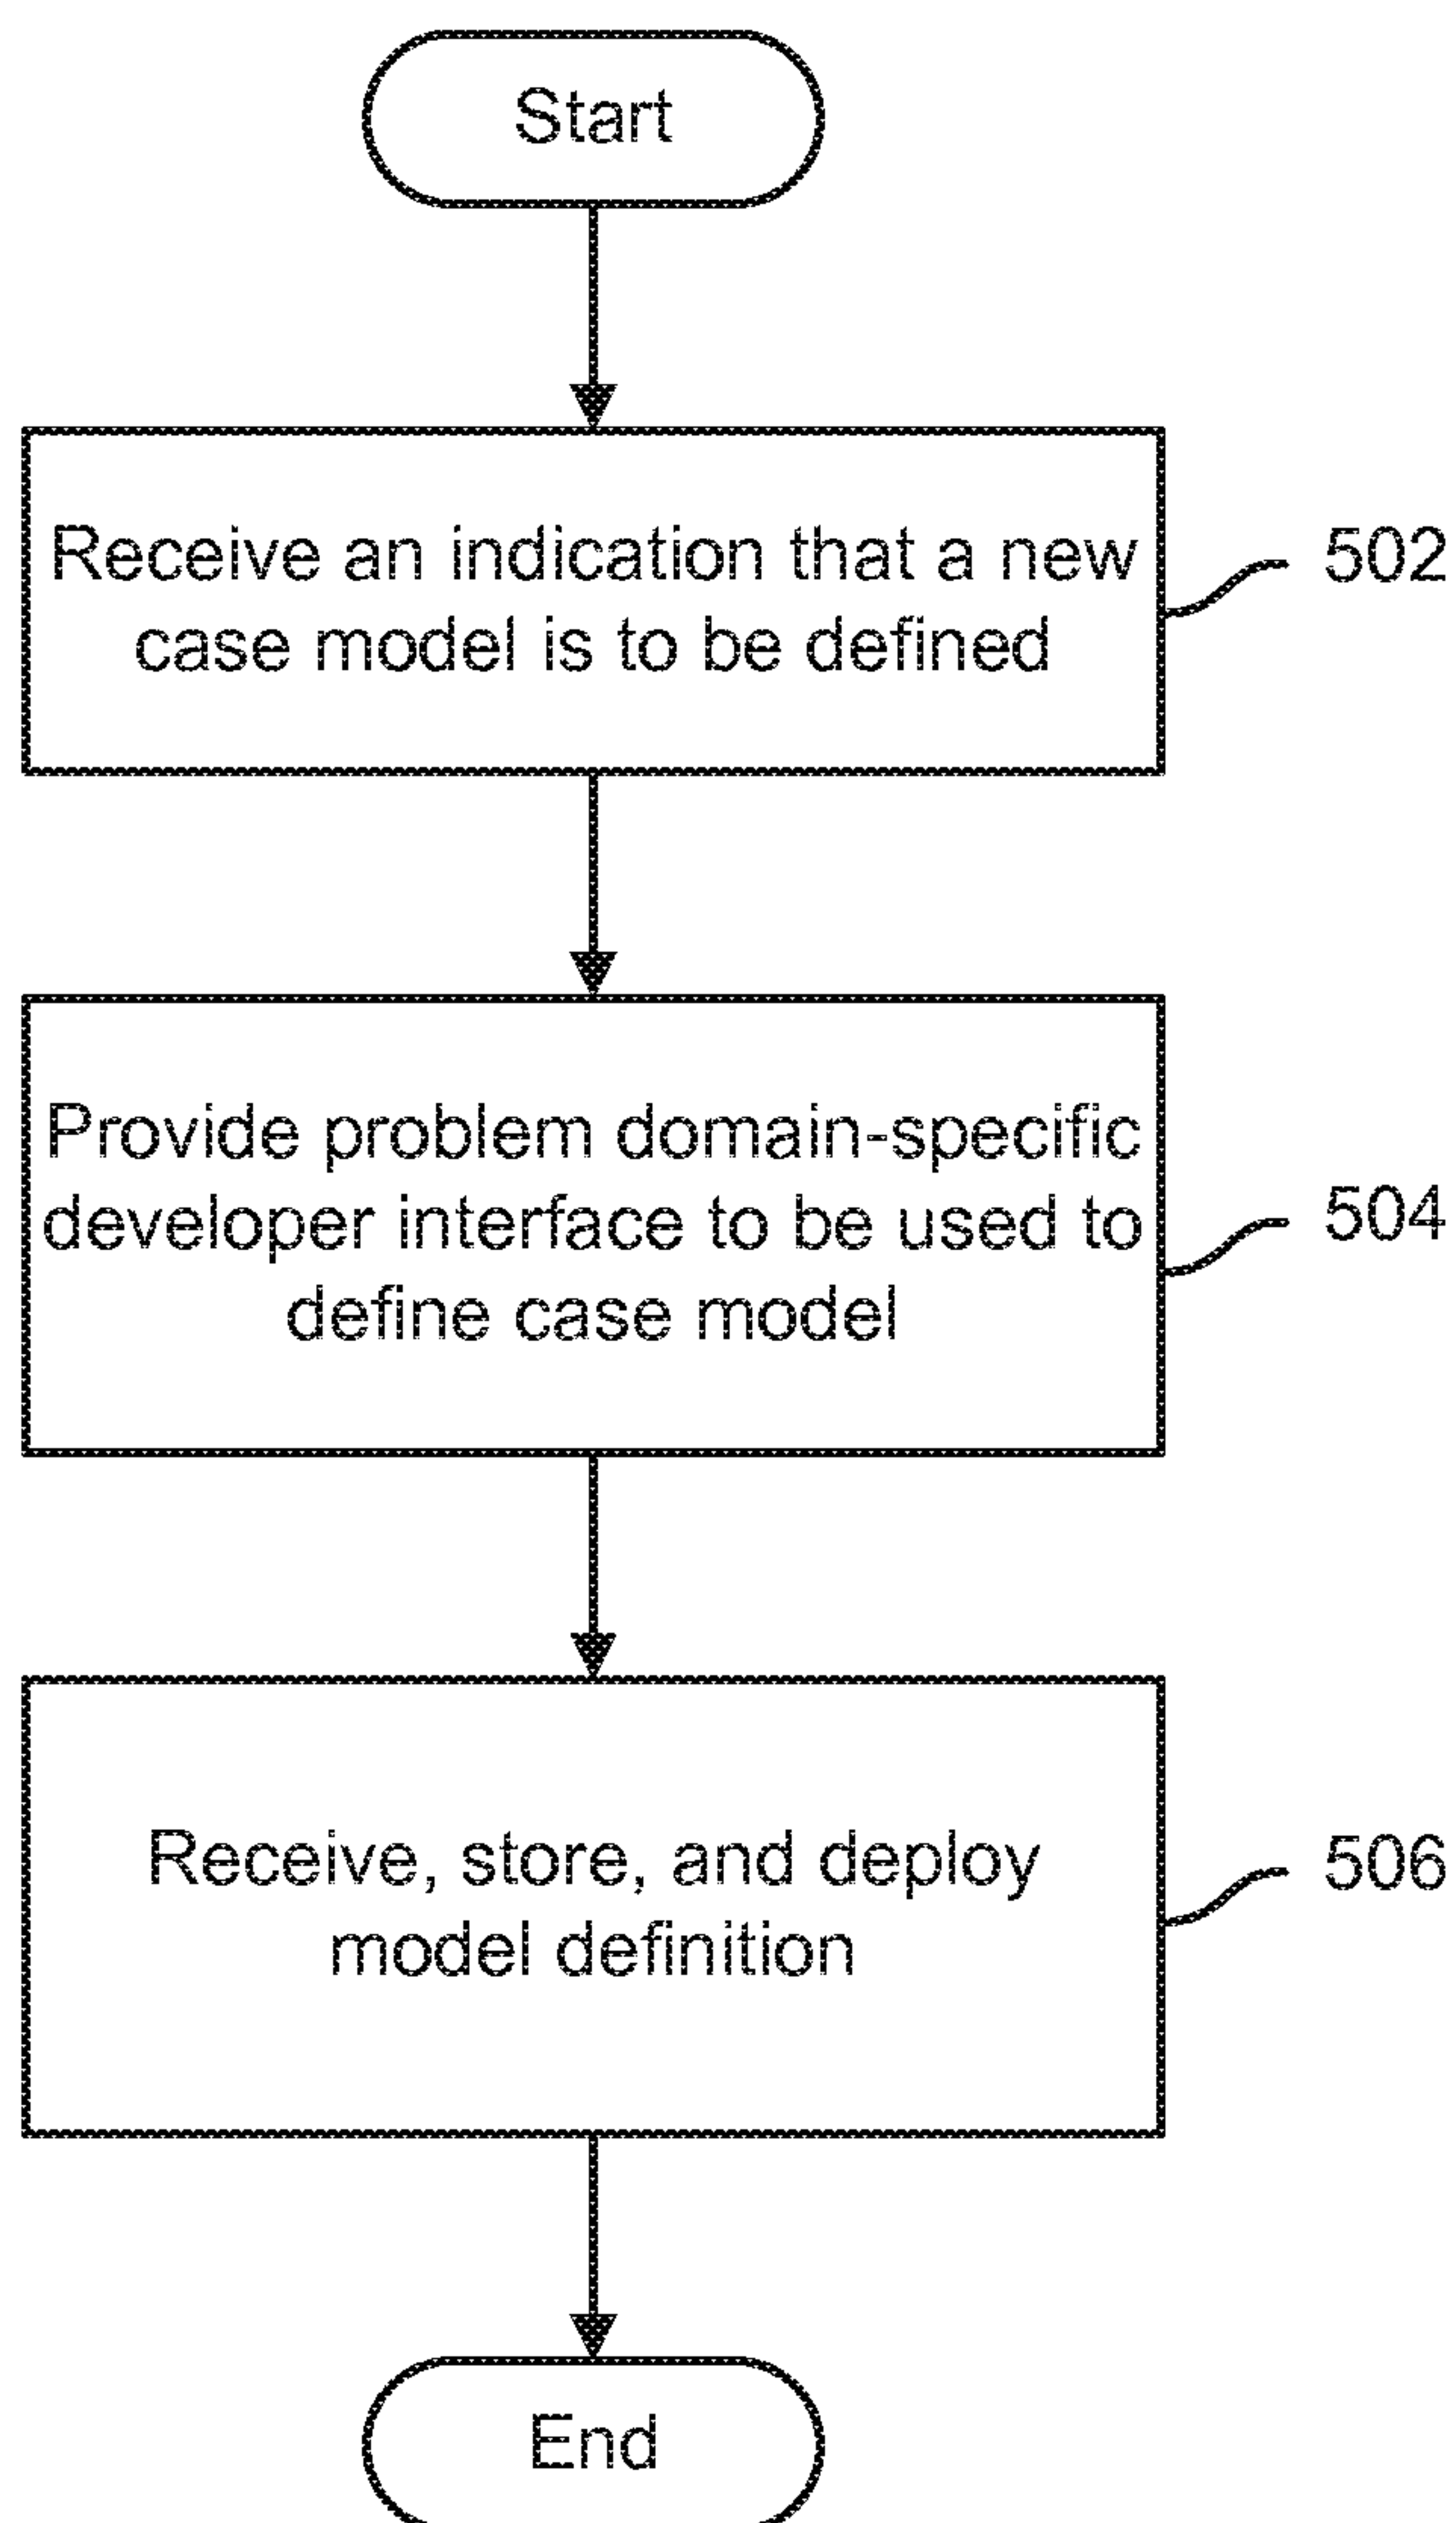 Start
Receive an indication that a new
case model is to be defined
502
Provide problem domain-specific
developer interface to be used to
define case model
504
Receive, store, and deploy
model definition
506
End